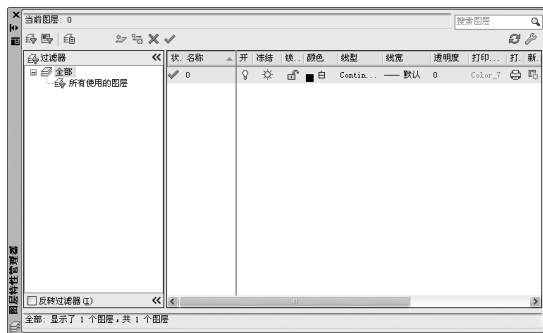 当前图层: 0
搜索图层
过滤器
全部
所有使用的图层
反转过滤器(I)
状. 名称 开 冻结 锁.. 颜色 线型 线宽 透明度 打印... 打. 新.
0 白 Contin... —— 默认 0 Color_7
全部: 显示了 1 个图层，共 1 个图层
图层特性管理器